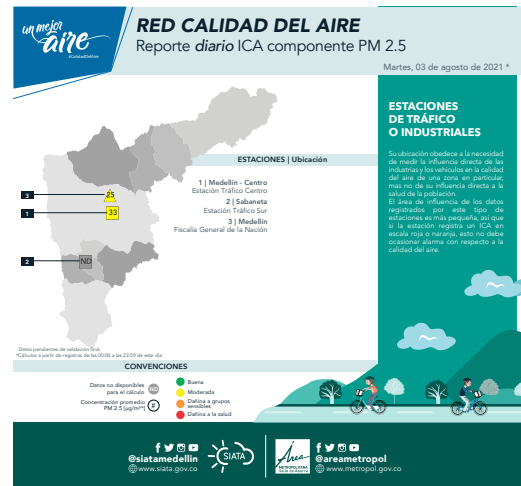 un mejor
aire
#CalidadDelAire
RED CALIDAD DEL AIRE
Reporte diario ICA componente PM 2.5
Martes, 03 de agosto de 2021 *
ESTACIONES
DE TRÁFICO
O INDUSTRIALES
Su ubicación obedece a la necesidad
de medir la influencia directa de las
industrias y los vehículos en la calidad
del aire de una zona en particular,
mas no de su influencia directa a la
salud de la población.
El área de influencia de los datos
registrados por este tipo de
estaciones es más pequeña, así que
si la estación registra un ICA en
escala roja o naranja, esto no debe
ocasionar alarma con respecto a la
calidad del aire.
ESTACIONES | Ubicación
1 | Medellín - Centro
Estación Tráfico Centro
2 | Sabaneta
Estación Tráfico Sur
3 | Medellín
Fiscalía General de la Nación
3
25
1
33
2
ND
Datos pendientes de validación final.
*Cálculos a partir de registros de las 00:00 a las 23:59 de este día.
CONVENCIONES
Datos no disponibles
para el cálculo
ND
Concentración promedio
PM 2.5 [µg/m³*]
#
Buena
Moderada
Dañina a grupos
sensibles
Dañina a la salud
@siatamedellin
www.siata.gov.co
SIATA
Área
METROPOLITANA
Valle de Aburrá
@areametropol
www.metropol.gov.co